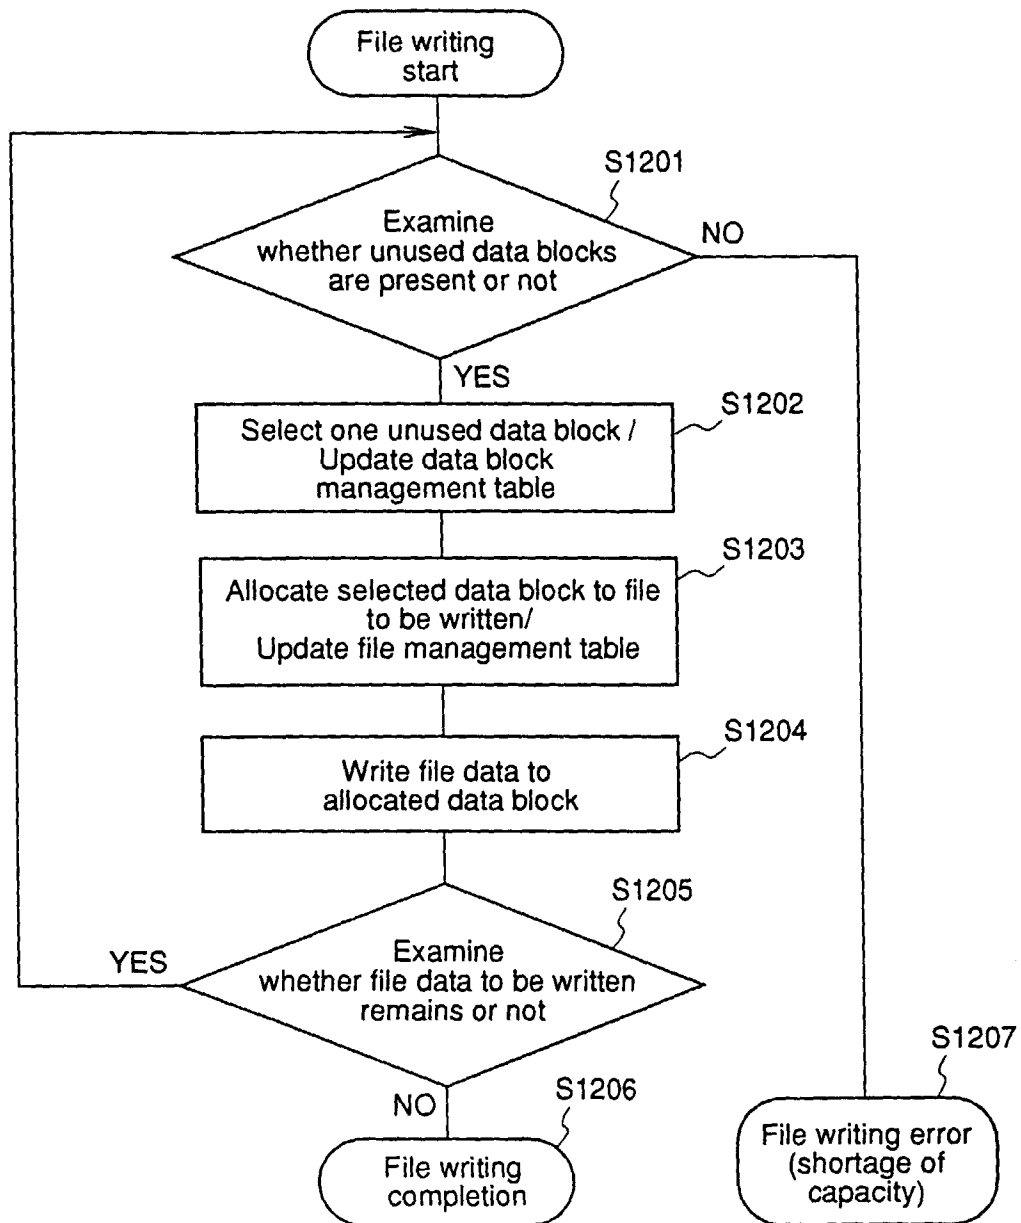 File writing
start
S1201
Examine
whether unused data blocks
are present or not
NO
YES
S1202
Select one unused data block /
Update data block
management table
S1203
Allocate selected data block to file
to be written/
Update file management table
S1204
Write file data to
allocated data block
S1205
Examine
whether file data to be written
remains or not
YES
NO
S1206
File writing
completion
S1207
File writing error
(shortage of
capacity)